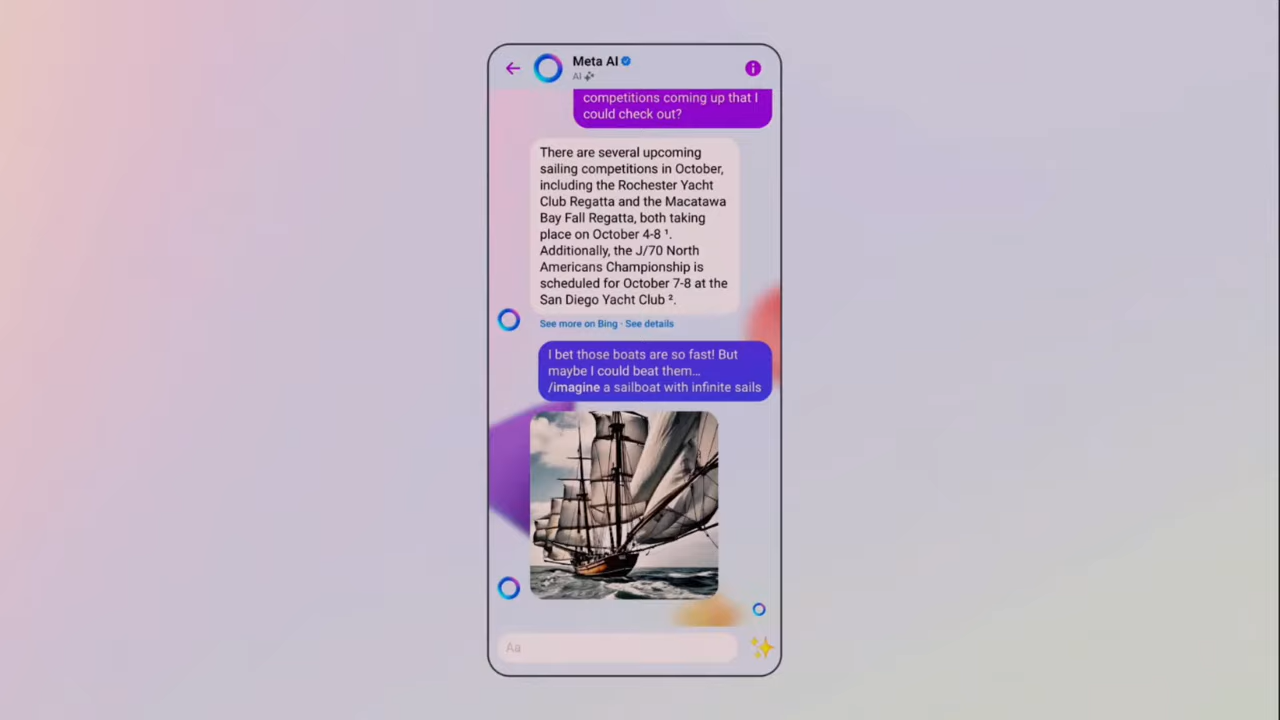 Meta AI
AI
competitions coming up that I
could check out?
There are several upcoming
sailing competitions in October,
including the Rochester Yacht
Club Regatta and the Macatawa
Bay Fall Regatta, both taking
place on October 4-8 ¹.
Additionally, the J/70 North
Americans Championship is
scheduled for October 7-8 at the
San Diego Yacht Club ².
See more on Bing · See details
I bet those boats are so fast! But
maybe I could beat them...
/imagine a sailboat with infinite sails
Aa